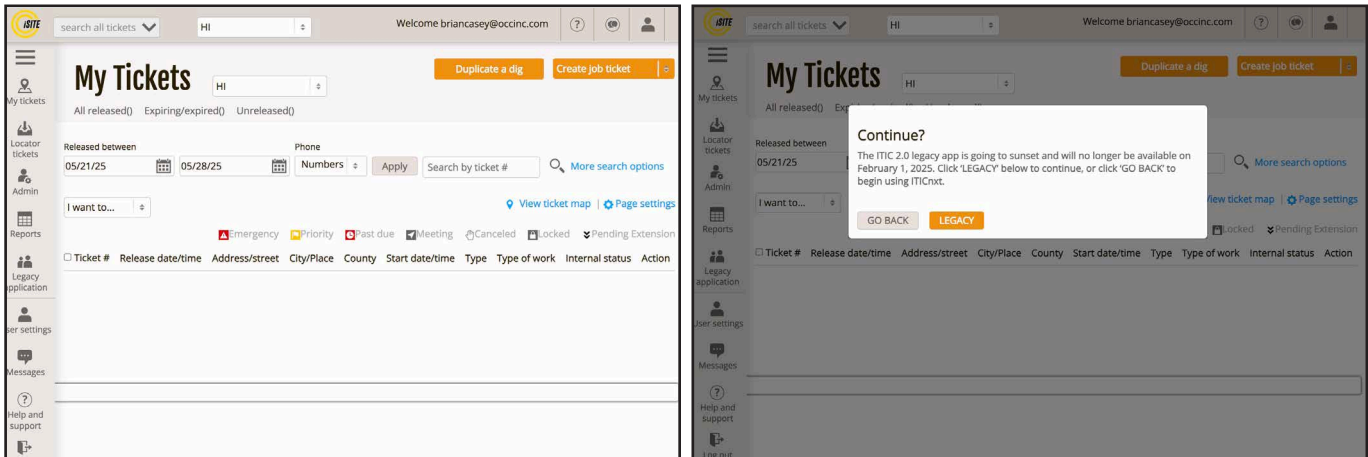 iSITE
search all tickets
HI
Welcome briancasey@occinc.com
?
My tickets
Locator
tickets
Admin
Reports
Legacy
application
ser settings
Messages
?
Help and
support
My Tickets
HI
Duplicate a dig
Create job ticket
All released() Expiring/expired() Unreleased()
Released between
Phone
05/21/25
05/28/25
Numbers
Apply
Search by ticket #
More search options
I want to...
View ticket map | Page settings
Emergency Priority Past due Meeting Canceled Locked Pending Extension
Ticket # Release date/time Address/street City/Place County Start date/time Type Type of work Internal status Action
iSITE
search all tickets
HI
Welcome briancasey@occinc.com
?
My tickets
Locator
tickets
Admin
Reports
Legacy
application
User settings
Messages
?
Help and
support
Log out
My Tickets
HI
Duplicate a dig
Create job ticket
All released() Exp
Released between
05/21/25
More search options
I want to...
View ticket map | Page settings
Locked Pending Extension
Ticket # Release date/time Address/street City/Place County Start date/time Type Type of work Internal status Action
Continue?
The ITIC 2.0 legacy app is going to sunset and will no longer be available on
February 1, 2025. Click 'LEGACY' below to continue, or click 'GO BACK' to
begin using ITICnxt.
GO BACK
LEGACY